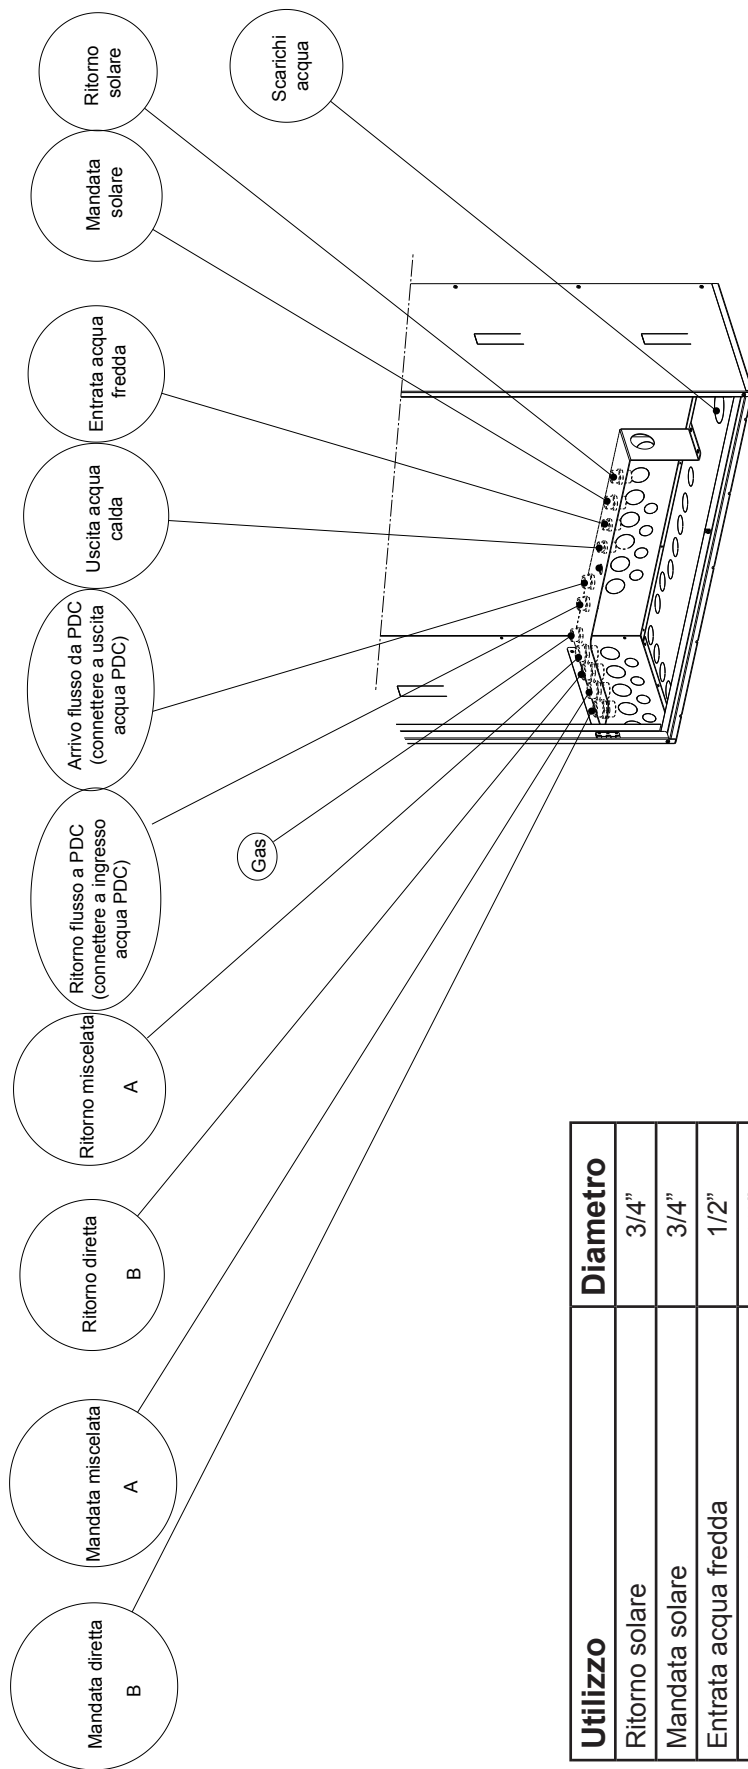 Mandata diretta
B
Mandata miscelata
A
Ritorno diretta
B
Ritorno miscelata
A
Ritorno flusso a PDC
(connettere a ingresso
acqua PDC)
Arrivo flusso da PDC
(connettere a uscita
acqua PDC)
Uscita acqua
calda
Entrata acqua
fredda
Mandata
solare
Ritorno
solare
Gas
Scarichi
acqua
Utilizzo Diametro
Ritorno solare 3/4”
Mandata solare 3/4”
Entrata acqua fredda 1/2”